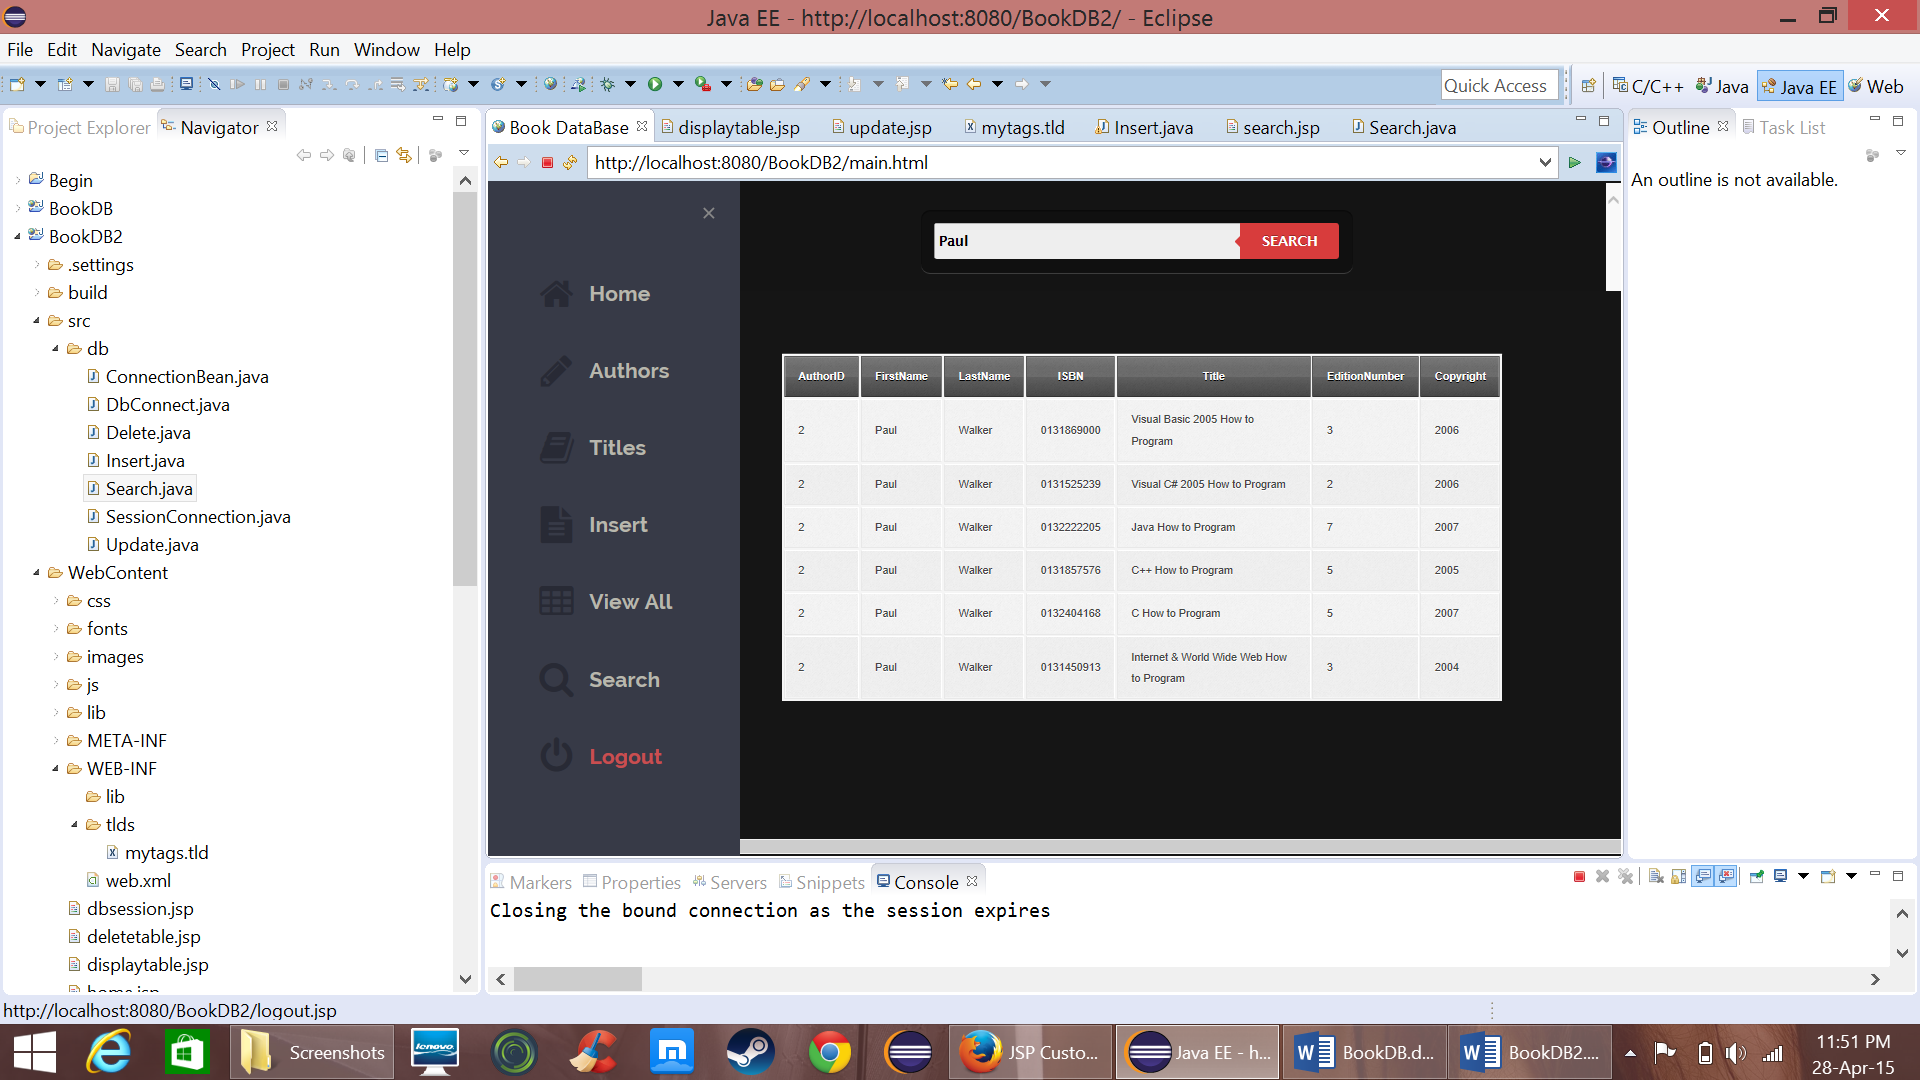 Java EE - http://localhost:8080/BookDB2/ - Eclipse
File Edit Navigate Search Project Run Window Help
Quick Access
C/C++ Java Java EE Web
Project Explorer Navigator
Book DataBase displaytable.jsp update.jsp mytags.tld Insert.java search.jsp Search.java
Outline Task List
http://localhost:8080/BookDB2/main.html
An outline is not available.
Begin
BookDB
BookDB2
.settings
build
src
db
ConnectionBean.java
DbConnect.java
Delete.java
Insert.java
Search.java
SessionConnection.java
Update.java
WebContent
css
fonts
images
js
lib
META-INF
WEB-INF
lib
tlds
mytags.tld
web.xml
dbsession.jsp
deletetable.jsp
displaytable.jsp
home.jsp
Home
Authors
Titles
Insert
View All
Search
Logout
Paul SEARCH
AuthorID FirstName LastName ISBN Title EditionNumber Copyright
2 Paul Walker 0131869000 Visual Basic 2005 How to Program 3 2006
2 Paul Walker 0131525239 Visual C# 2005 How to Program 2 2006
2 Paul Walker 0132222205 Java How to Program 7 2007
2 Paul Walker 0131857576 C++ How to Program 5 2005
2 Paul Walker 0132404168 C How to Program 5 2007
2 Paul Walker 0131450913 Internet & World Wide Web How to Program 3 2004
Markers Properties Servers Snippets Console
Closing the bound connection as the session expires
http://localhost:8080/BookDB2/logout.jsp
Screenshots
lenovo
JSP Custo...
Java EE - h...
BookDB.d...
BookDB2....
11:51 PM
28-Apr-15